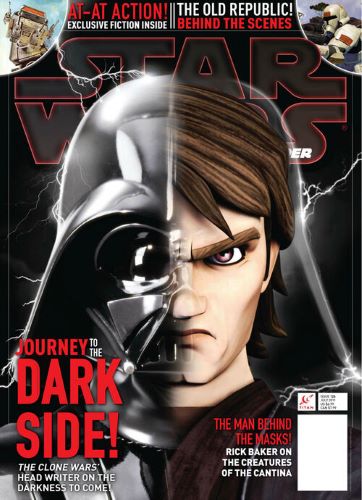 AT-AT ACTION!
EXCLUSIVE FICTION INSIDE
THE OLD REPUBLIC!
BEHIND THE SCENES
STAR
WARS
JOURNEY TO THE
DARK
SIDE!
THE CLONE WARS'
HEAD WRITER ON THE
DARKNESS TO COME!
THE MAN BEHIND
THE MASKS!
RICK BAKER ON
THE CREATURES
OF THE CANTINA
TITAN